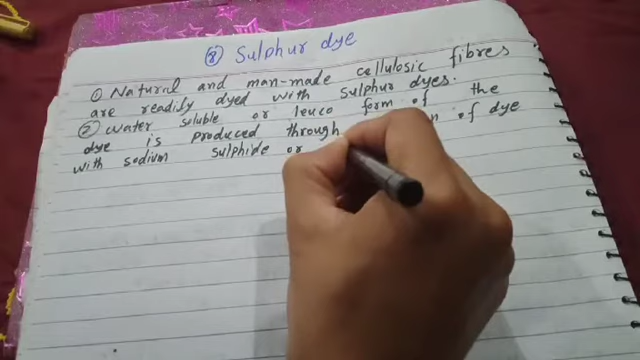 ⑧ Sulphur dye
① Natural and man-made cellulosic fibres
are readily dyed with sulphur dyes.
② water soluble or leuco form of the
dye is produced through of dye
with sodium sulphide or